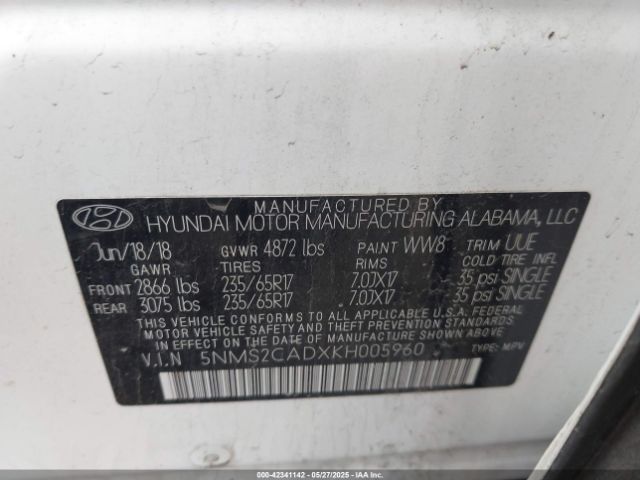 MANUFACTURED BY
HYUNDAI MOTOR MANUFACTURING ALABAMA, LLC
Jun/18/18 GVWR 4872 lbs PAINT WW8 TRIM UUE
GAWR TIRES RIMS COLD TIRE INFL
FRONT 2866 lbs 235/65R17 7.0JX17 35 psi SINGLE
REAR 3075 lbs 235/65R17 7.0JX17 35 psi SINGLE
THIS VEHICLE CONFORMS TO ALL APPLICABLE U.S.A. FEDERAL
MOTOR VEHICLE SAFETY AND THEFT PREVENTION STANDARDS
IN EFFECT ON THE DATE OF MANUFACTURE SHOWN ABOVE.
V.I.N 5NMS2CADXKH005960 TYPE: MPV
000-42341142 - 05/27/2025 - IAAI.COM